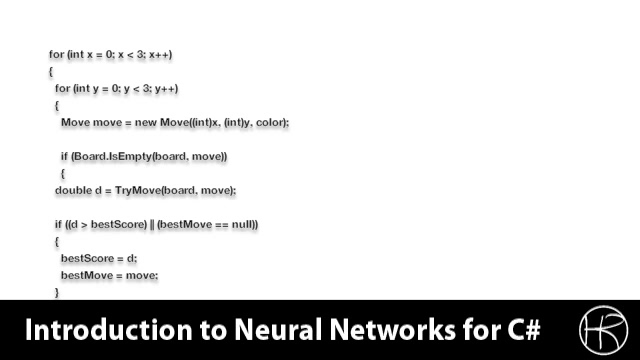 for (int x = 0; x < 3; x++)
{
for (int y = 0; y < 3; y++)
{
Move move = new Move((int)x, (int)y, color);
if (Board.IsEmpty(board, move))
{
double d = TryMove(board, move);
if ((d > bestScore) || (bestMove == null))
{
bestScore = d;
bestMove = move;
}
Introduction to Neural Networks for C#